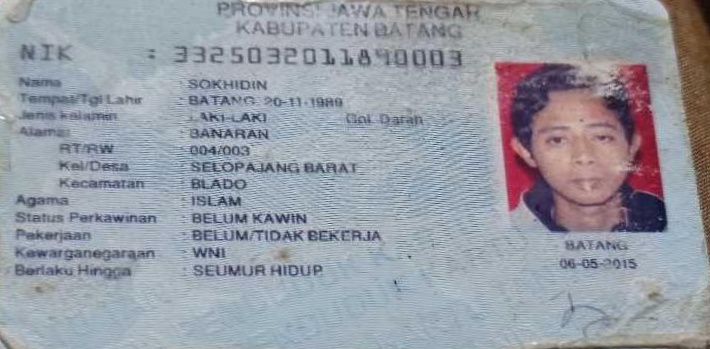 PROVINSI JAWA TENGAH
KABUPATEN BATANG
NIK : 3325032011890003
Nama : SOKHIDIN
Tempat/Tgl Lahir : BATANG, 20-11-1989
Jenis kelamin : LAKI-LAKI Gol. Darah
Alamat : BANARAN
RT/RW : 004/003
Kel/Desa : SELOPAJANG BARAT
Kecamatan : BLADO
Agama : ISLAM
Status Perkawinan : BELUM KAWIN
Pekerjaan : BELUM/TIDAK BEKERJA
Kewarganegaraan : WNI
Berlaku Hingga : SEUMUR HIDUP
BATANG
06-05-2015